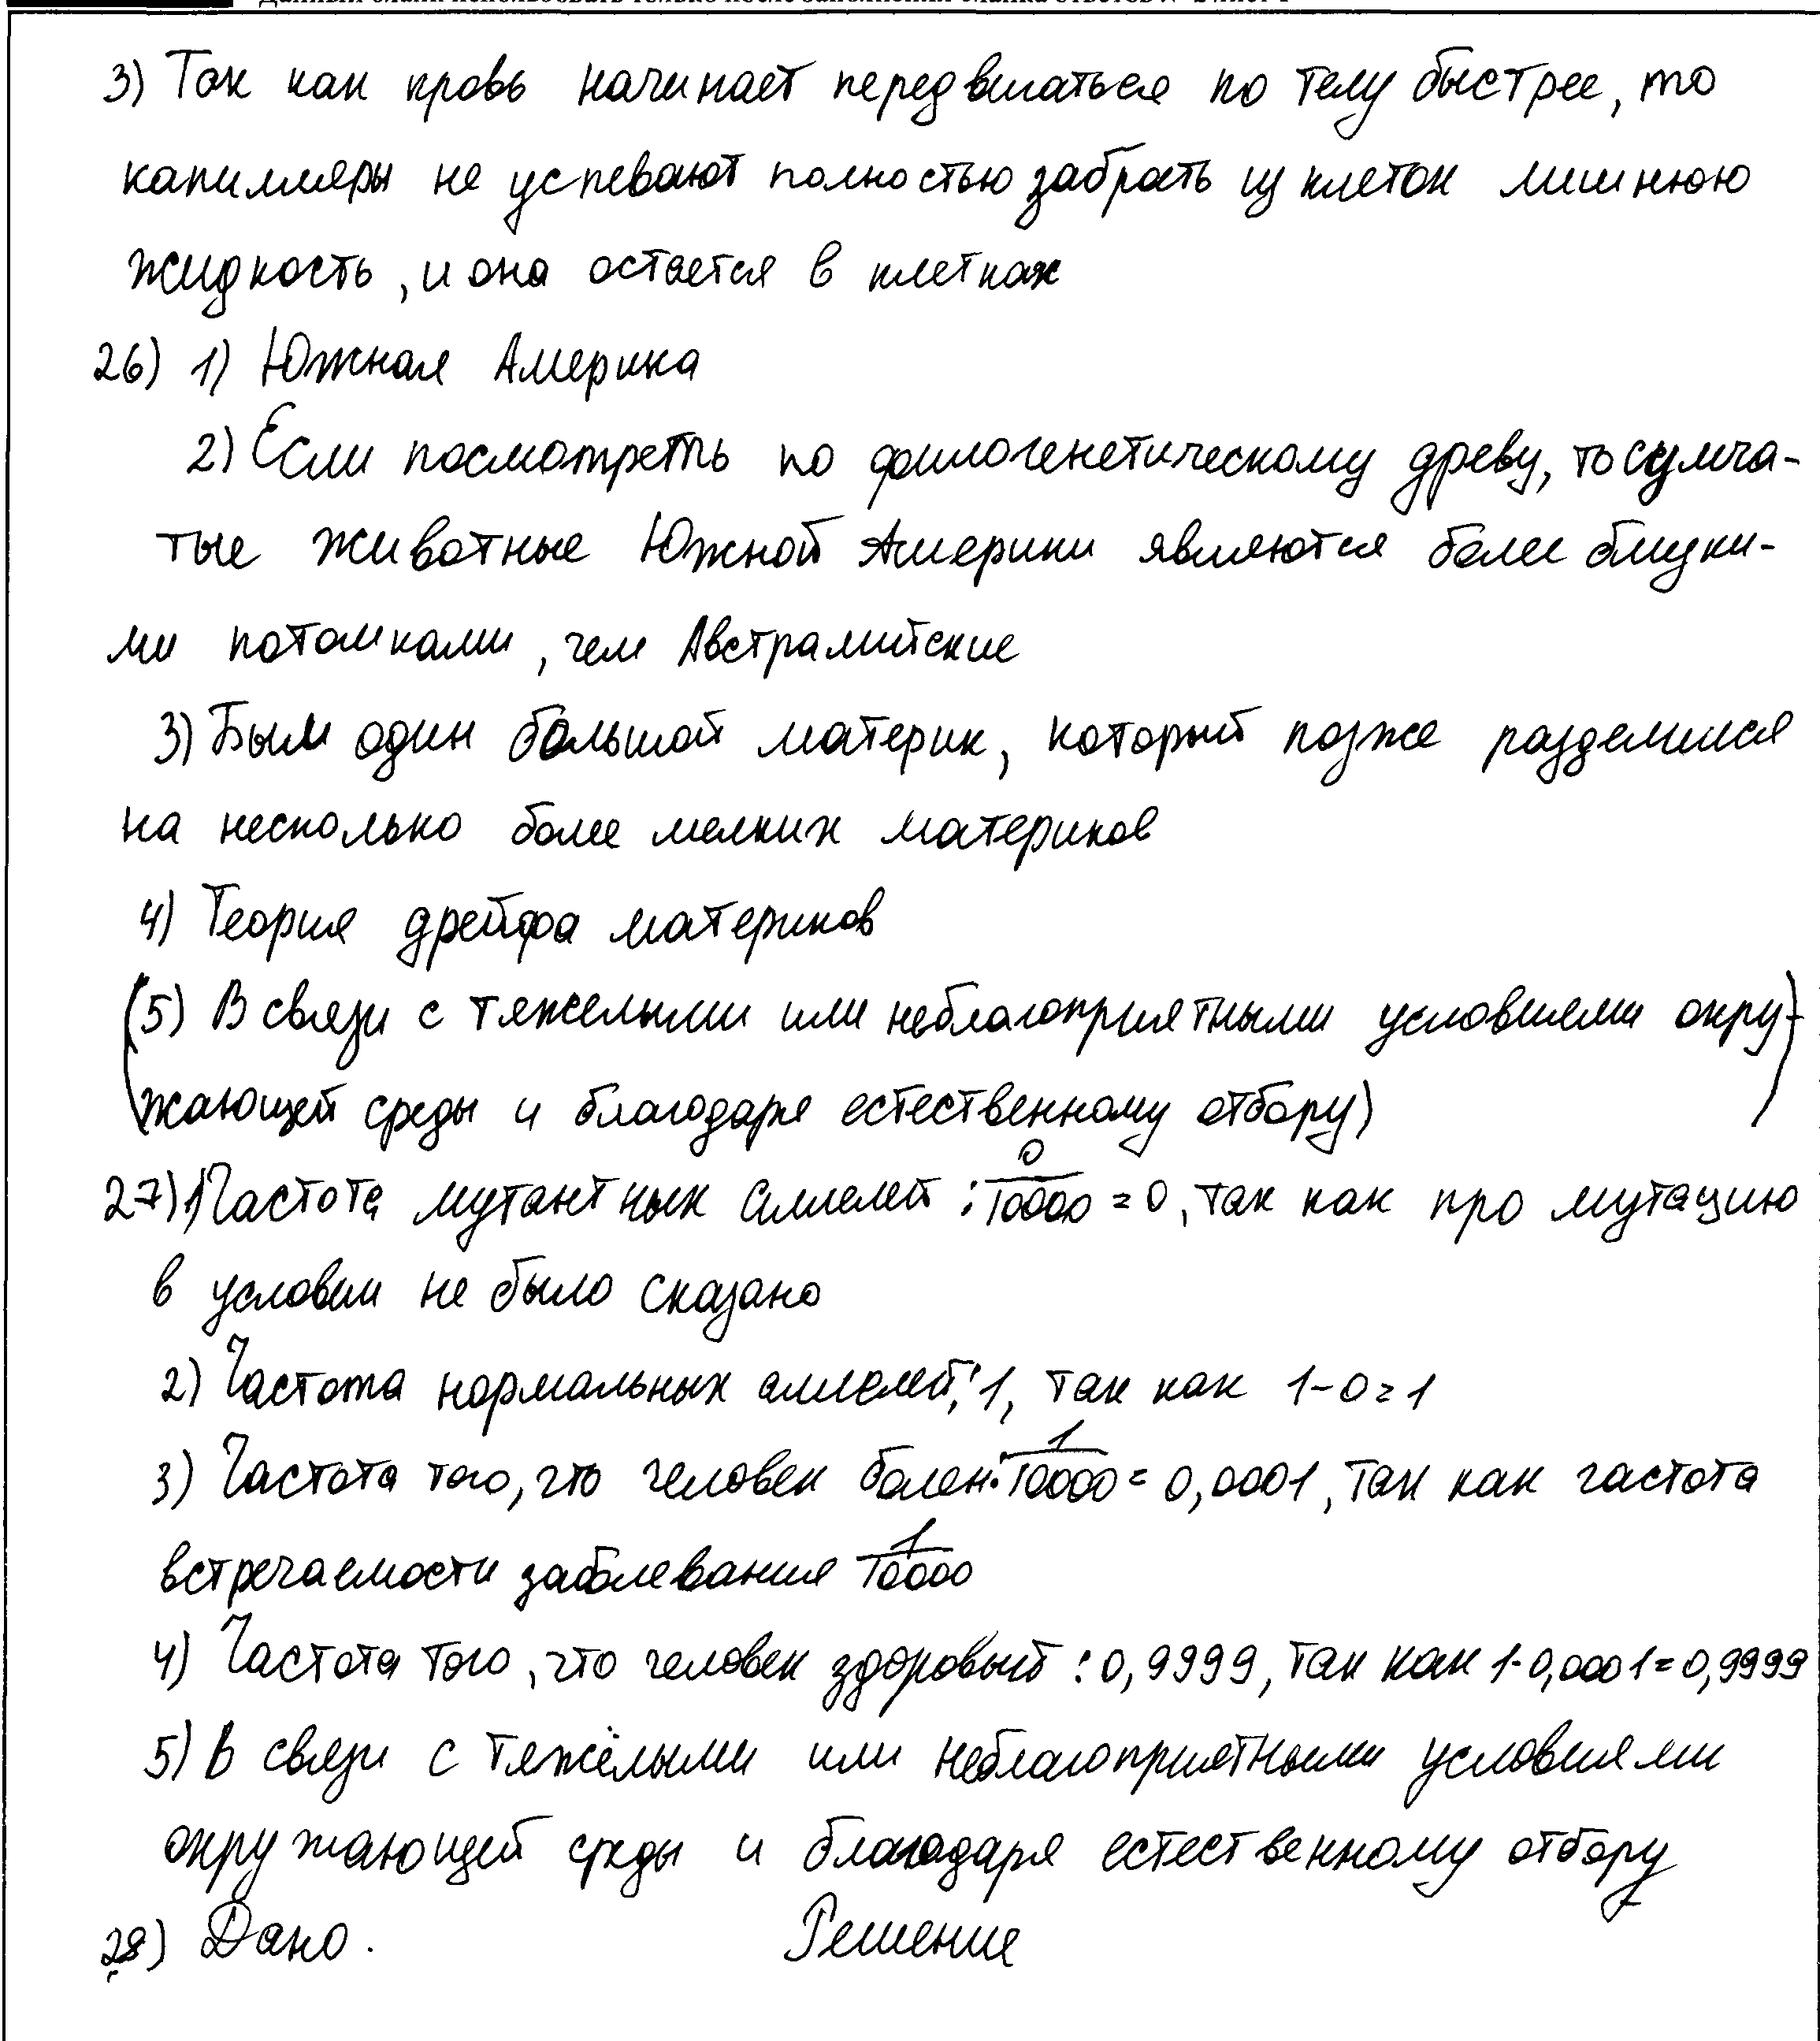 3) Так как кровь начинает передвигаться по телу быстрее, то
капилляры не успевают полностью забрать из клеток лишнюю
жидкость, и она остается в клетках
26) 1) Южная Америка
2) Если посмотреть по филогенетическому древу, то сумча-
тые животные Южной Америки являются более близки-
ми потомками, чем Австралийские
3) Был один большой материк, который позже разделился
на несколько более мелких материков
4) Теория дрейфа материков
(5) В связи с тяжелыми или неблагоприятными условиями окру-
жающей среды и благодаря естественному отбору)
27) 1) Частота мутантных аллелей: 0/10000 = 0, так как про мутацию
в условии не было сказано
2) Частота нормальных аллелей: 1, так как 1-0=1
3) Частота того, что человек болен: 1/10000 = 0,0001, так как частота
встречаемости заболевания 1/10000
4) Частота того, что человек здоровый: 0,9999, так как 1-0,0001=0,9999
5) В связи с тяжёлыми или неблагоприятными условиями
окружающей среды и благодаря естественному отбору
28) Дано. Решение